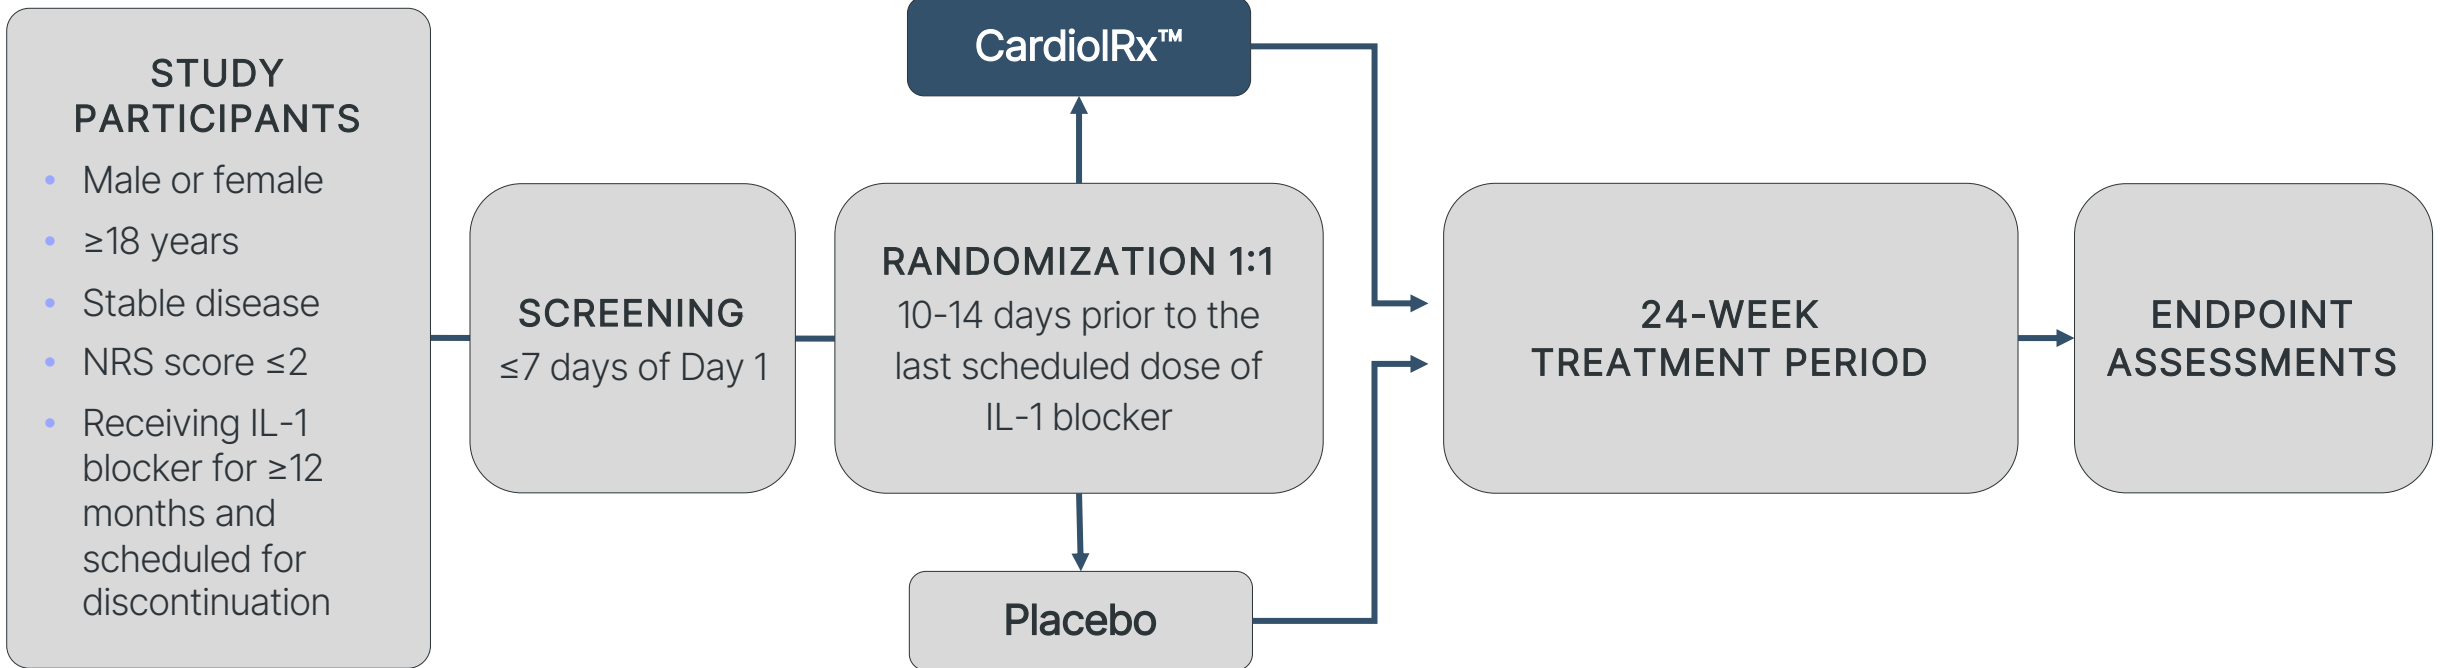 STUDY
PARTICIPANTS
• Male or female
• ≥18 years
• Stable disease
• NRS score ≤2
• Receiving IL-1
blocker for ≥12
months and
scheduled for
discontinuation
SCREENING
≤7 days of Day 1
CardiolRx™
RANDOMIZATION 1:1
10-14 days prior to the
last scheduled dose of
IL-1 blocker
Placebo
24-WEEK
TREATMENT PERIOD
ENDPOINT
ASSESSMENTS